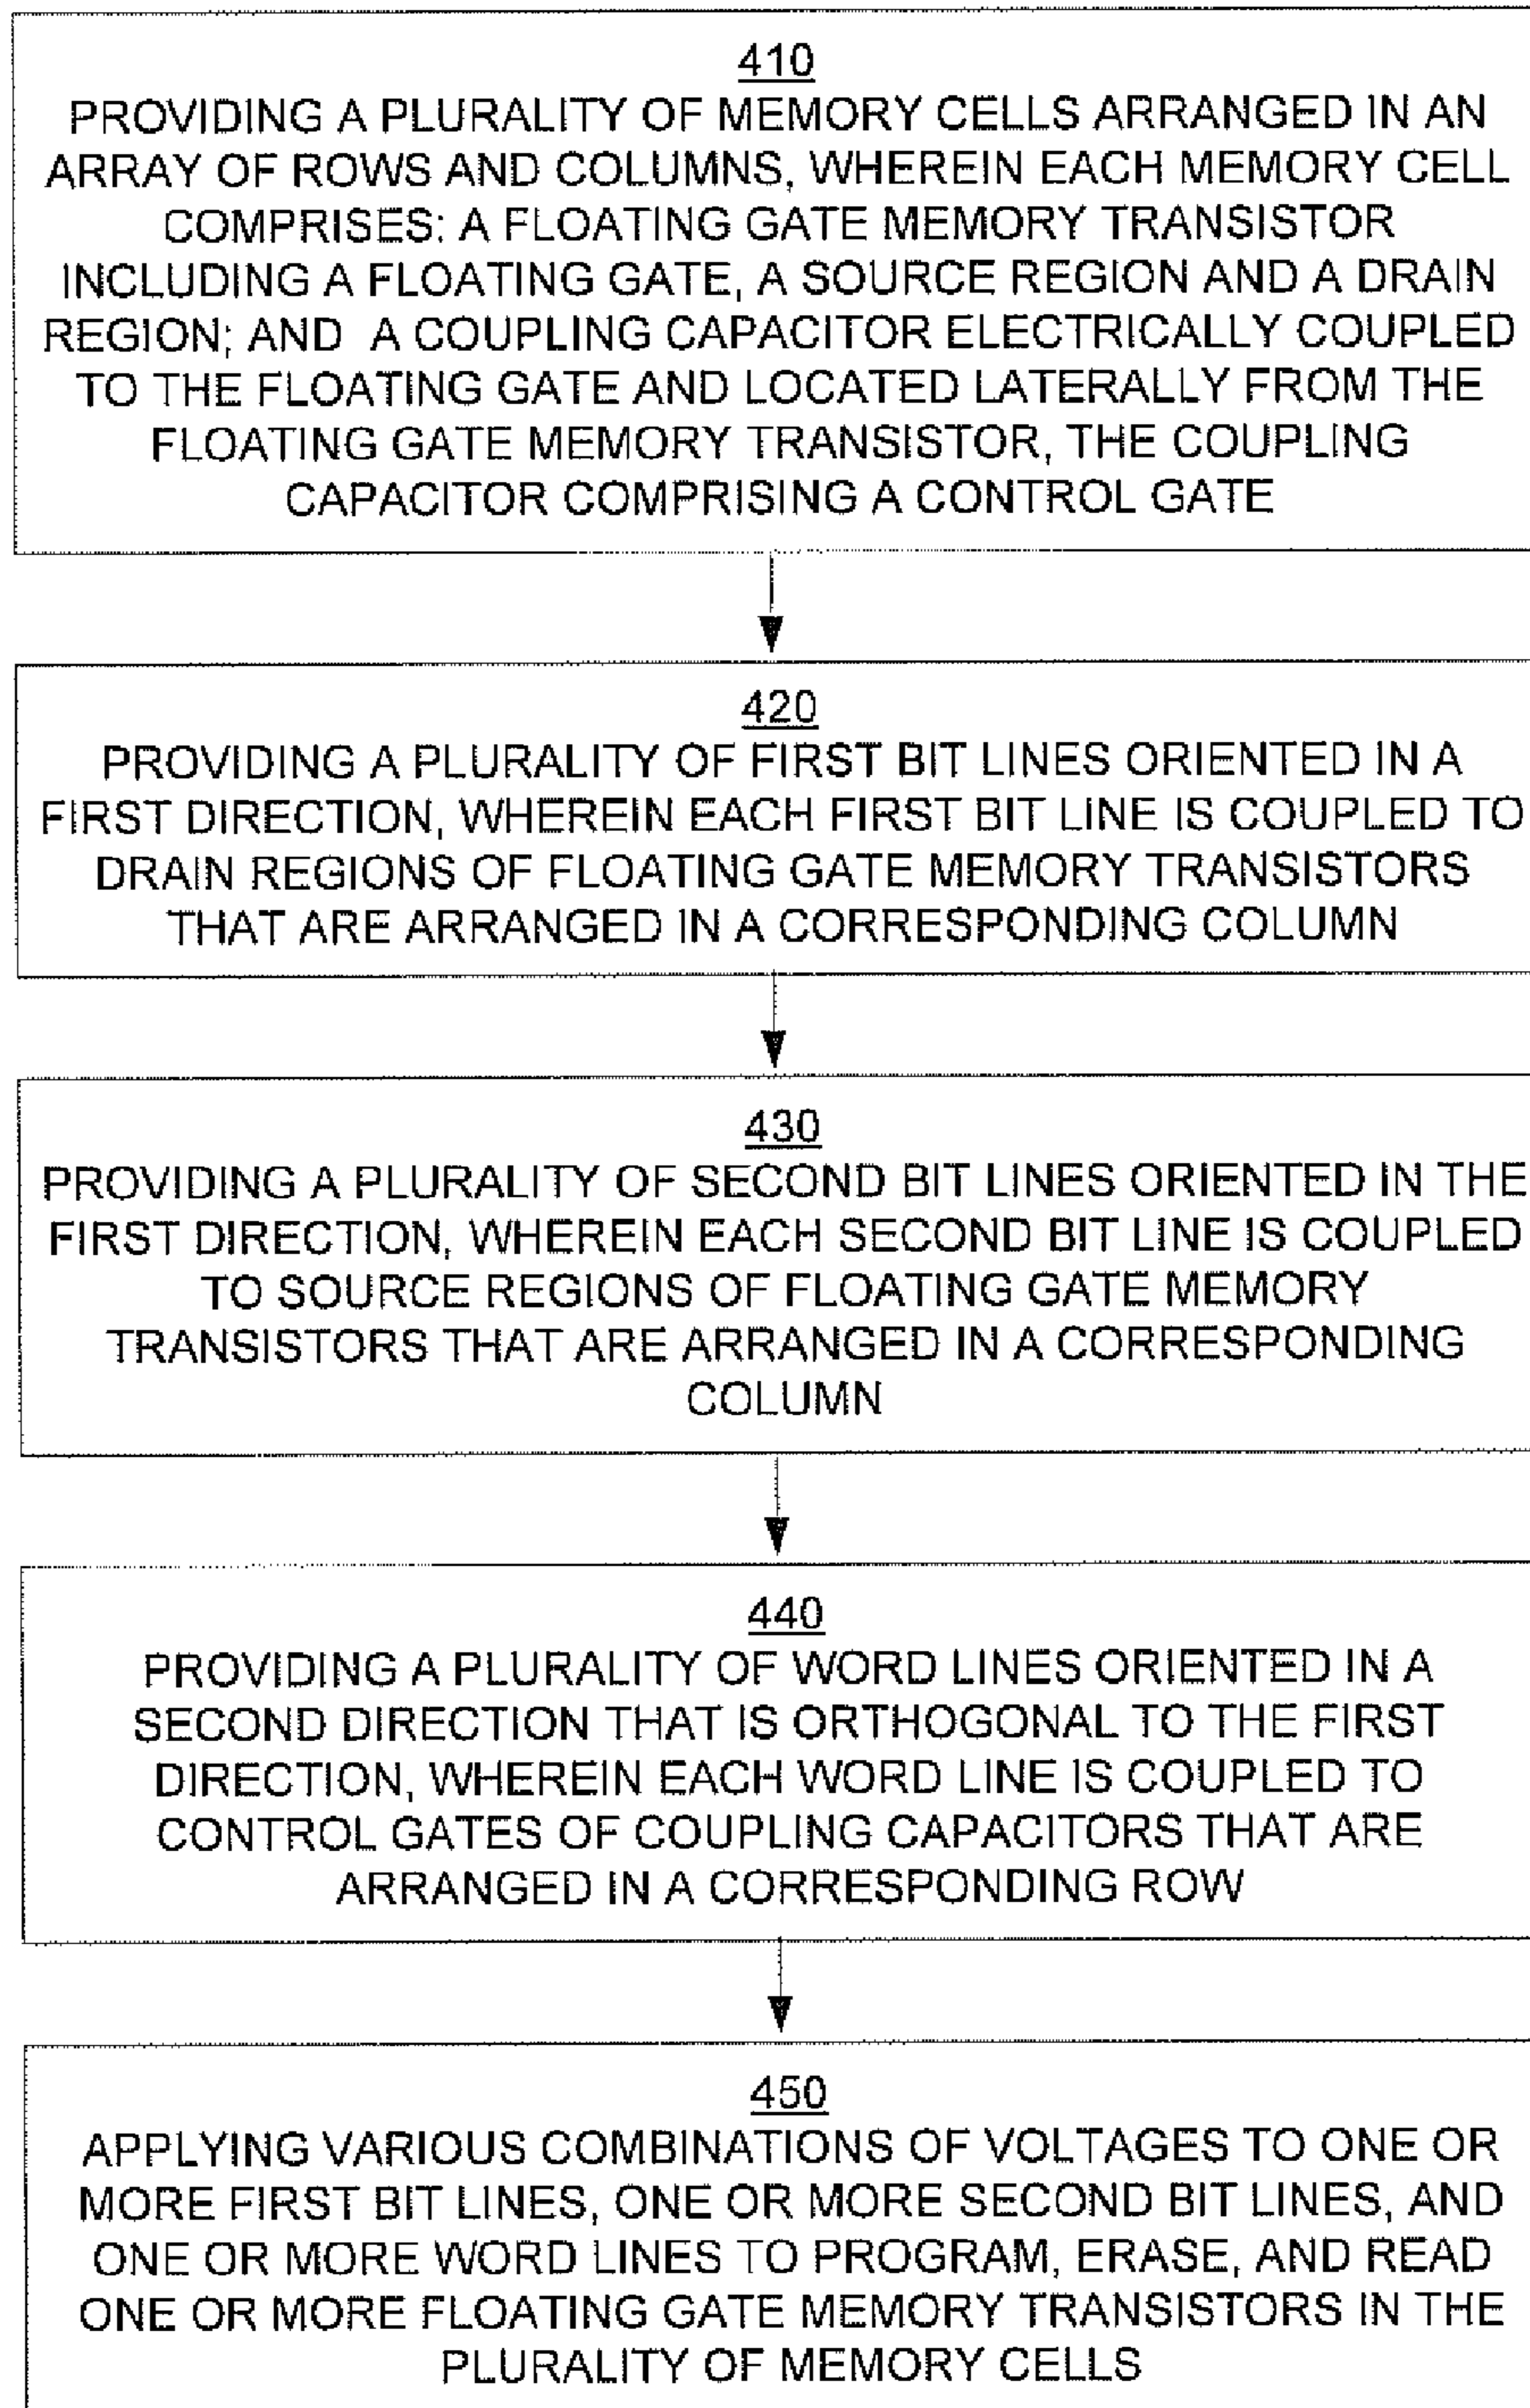 410
PROVIDING A PLURALITY OF MEMORY CELLS ARRANGED IN AN
ARRAY OF ROWS AND COLUMNS, WHEREIN EACH MEMORY CELL
COMPRISES: A FLOATING GATE MEMORY TRANSISTOR
INCLUDING A FLOATING GATE, A SOURCE REGION AND A DRAIN
REGION; AND A COUPLING CAPACITOR ELECTRICALLY COUPLED
TO THE FLOATING GATE AND LOCATED LATERALLY FROM THE
FLOATING GATE MEMORY TRANSISTOR, THE COUPLING
CAPACITOR COMPRISING A CONTROL GATE
420
PROVIDING A PLURALITY OF FIRST BIT LINES ORIENTED IN A
FIRST DIRECTION, WHEREIN EACH FIRST BIT LINE IS COUPLED TO
DRAIN REGIONS OF FLOATING GATE MEMORY TRANSISTORS
THAT ARE ARRANGED IN A CORRESPONDING COLUMN
430
PROVIDING A PLURALITY OF SECOND BIT LINES ORIENTED IN THE
FIRST DIRECTION, WHEREIN EACH SECOND BIT LINE IS COUPLED
TO SOURCE REGIONS OF FLOATING GATE MEMORY
TRANSISTORS THAT ARE ARRANGED IN A CORRESPONDING
COLUMN
440
PROVIDING A PLURALITY OF WORD LINES ORIENTED IN A
SECOND DIRECTION THAT IS ORTHOGONAL TO THE FIRST
DIRECTION, WHEREIN EACH WORD LINE IS COUPLED TO
CONTROL GATES OF COUPLING CAPACITORS THAT ARE
ARRANGED IN A CORRESPONDING ROW
450
APPLYING VARIOUS COMBINATIONS OF VOLTAGES TO ONE OR
MORE FIRST BIT LINES, ONE OR MORE SECOND BIT LINES, AND
ONE OR MORE WORD LINES TO PROGRAM, ERASE, AND READ
ONE OR MORE FLOATING GATE MEMORY TRANSISTORS IN THE
PLURALITY OF MEMORY CELLS